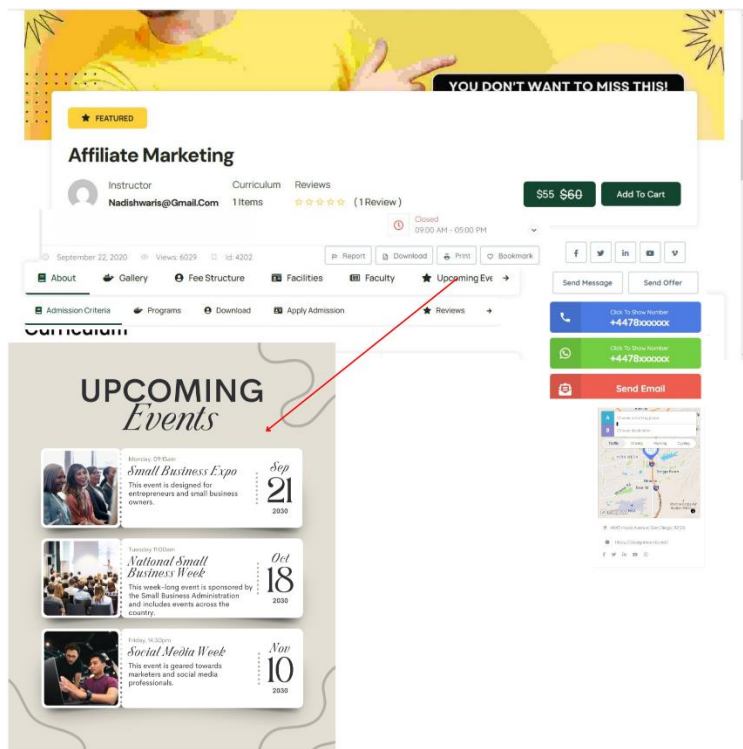 YOU DON'T WANT TO MISS THIS!
FEATURED
Affiliate Marketing
Instructor
Nadishwaris@Gmail.Com
Curriculum
1 Items
Reviews
( 1 Review )
$55 $60
Add To Cart
Closed
09:00 AM - 05:00 PM
September 22, 2020
Views: 6029
Id: 4202
Report
Download
Print
Bookmark
About
Gallery
Fee Structure
Facilities
Faculty
Upcoming Eve
Admission Criteria
Programs
Download
Apply Admission
Reviews
Curriculum
Send Message
Send Offer
Click To Show Number
+4478xxxxxx
Click To Show Number
+4478xxxxxx
Send Email
A
B
Traffic
Driving
Walking
Cycling
UPCOMING
Events
Monday, 09:15am
Small Business Expo
This event is designed for
entrepreneurs and small business
owners.
Sep
21
2030
Tuesday 11:00am
National Small
Business Week
This week-long event is sponsored by
the Small Business Administration
and includes events across the
country.
Oct
18
2030
Friday, 14:30pm
Social Media Week
This event is geared towards
marketers and social media
professionals.
Nov
10
2030